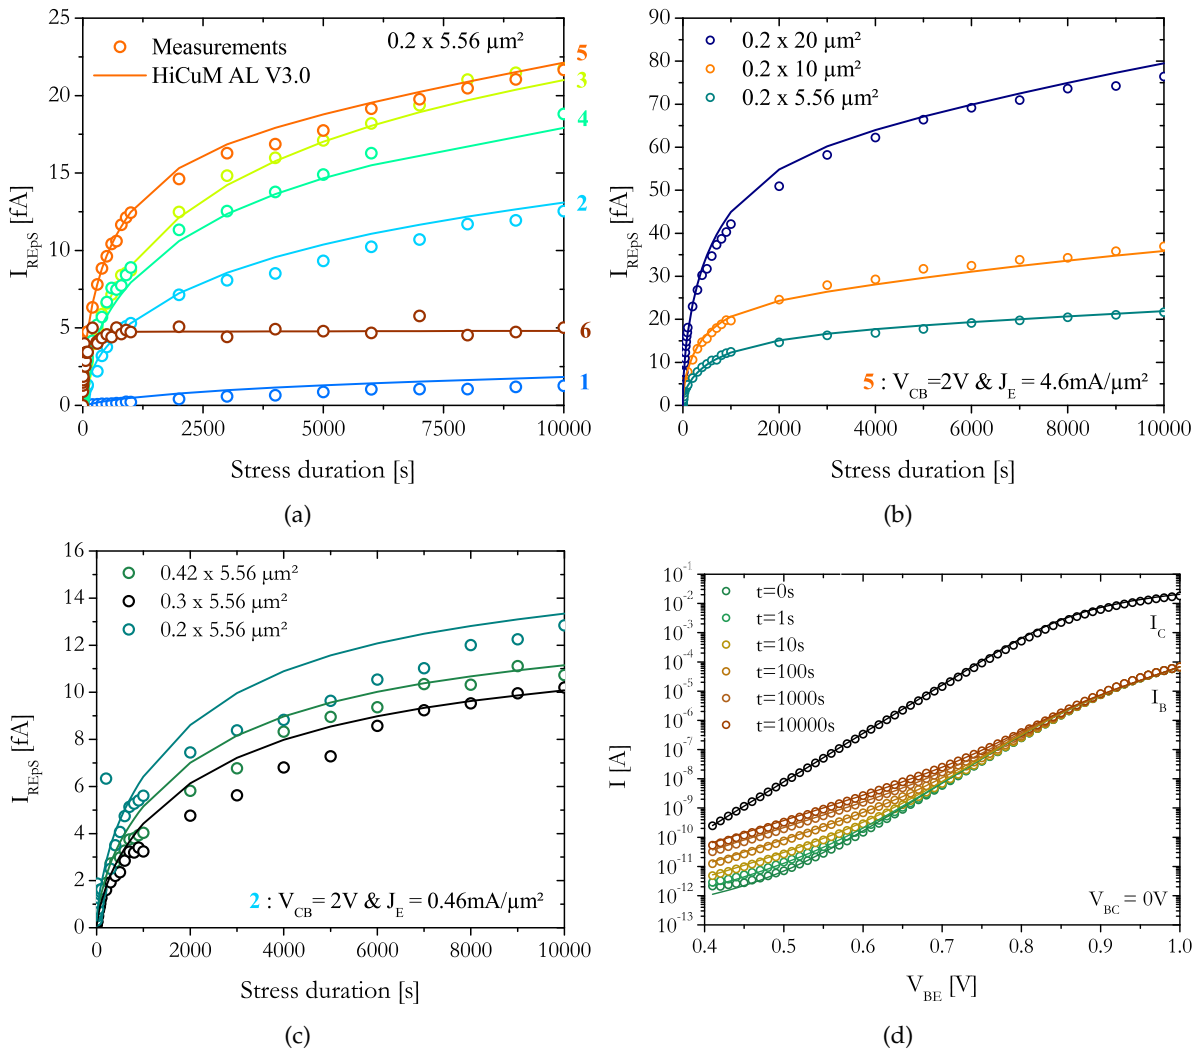 25
20
15
10
5
0
I_REpS [fA]
Measurements
HiCuM AL V3.0
0.2 x 5.56 µm²
5
3
4
2
6
1
0
2500
5000
7500
10000
Stress duration [s]
(a)
90
80
70
60
50
40
30
20
10
0
I_REpS [fA]
0.2 x 20 µm²
0.2 x 10 µm²
0.2 x 5.56 µm²
5 : V_CB=2V & J_E = 4.6mA/µm²
0
2000
4000
6000
8000
10000
Stress duration [s]
(b)
16
14
12
10
8
6
4
2
0
I_REpS [fA]
0.42 x 5.56 µm²
0.3 x 5.56 µm²
0.2 x 5.56 µm²
2 : V_CB= 2V & J_E = 0.46mA/µm²
0
2000
4000
6000
8000
10000
Stress duration [s]
(c)
10⁻¹
10⁻²
10⁻³
10⁻⁴
10⁻⁵
10⁻⁶
10⁻⁷
10⁻⁸
10⁻⁹
10⁻¹⁰
10⁻¹¹
10⁻¹²
10⁻¹³
I [A]
t=0s
t=1s
t=10s
t=100s
t=1000s
t=10000s
I_C
I_B
V_BC = 0V
0.4
0.5
0.6
0.7
0.8
0.9
1.0
V_BE [V]
(d)